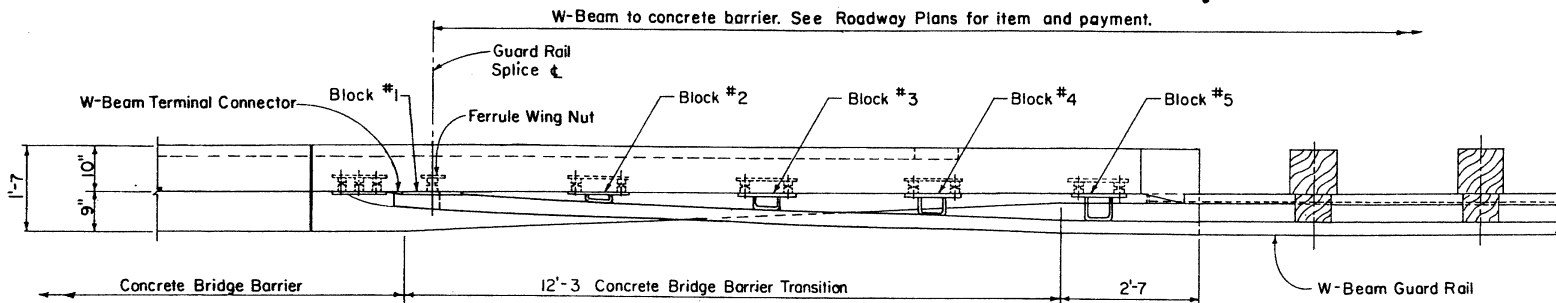 W-Beam to concrete barrier. See Roadway Plans for item and payment.
Guard Rail
Splice ℄
W-Beam Terminal Connector
Block #1
Ferrule Wing Nut
Block #2
Block #3
Block #4
Block #5
1'-7
10"
9"
Concrete Bridge Barrier
12'-3 Concrete Bridge Barrier Transition
2'-7
W-Beam Guard Rail